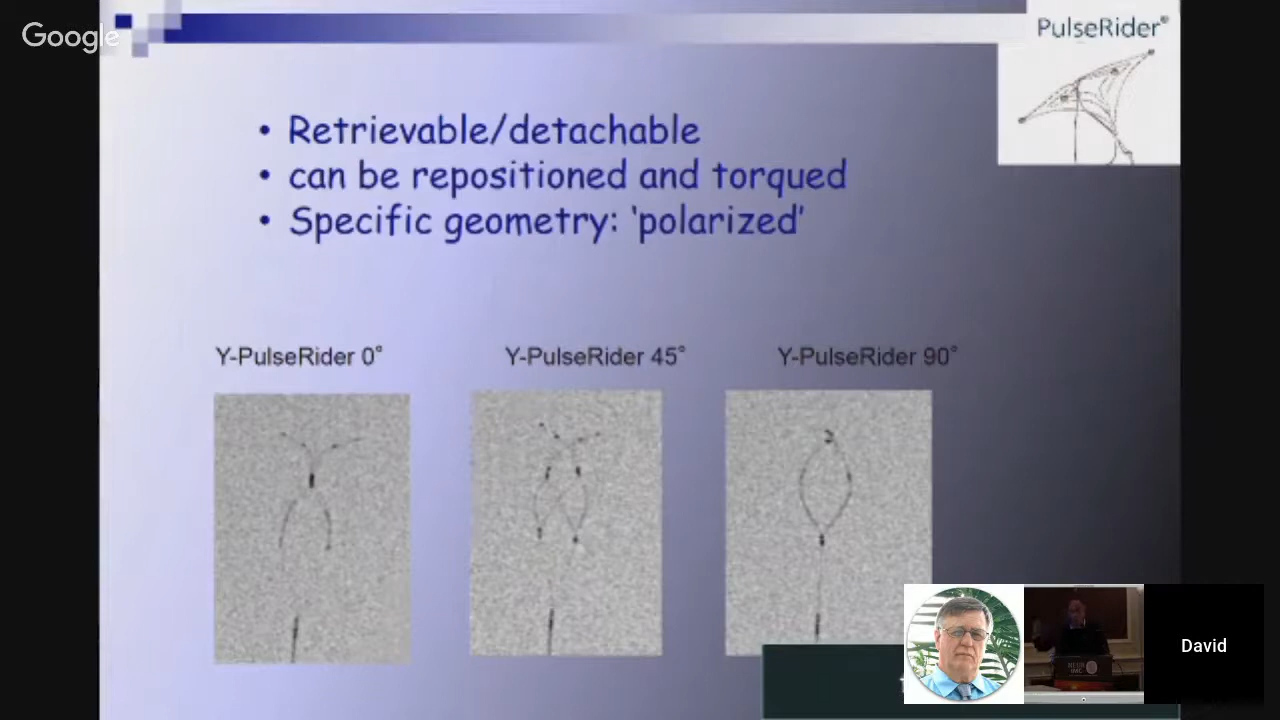 Google
PulseRider®
• Retrievable/detachable
• can be repositioned and torqued
• Specific geometry: ‘polarized’
Y-PulseRider 0°
Y-PulseRider 45°
Y-PulseRider 90°
David